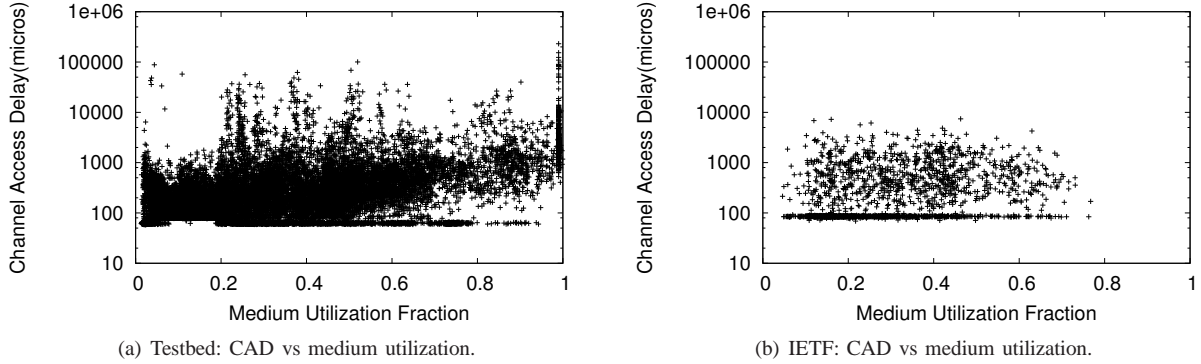 1e+06
100000
10000
1000
100
10
0 0.2 0.4 0.6 0.8 1
Channel Access Delay(micros)
Medium Utilization Fraction
(a) Testbed: CAD vs medium utilization.
1e+06
100000
10000
1000
100
10
0 0.2 0.4 0.6 0.8 1
Channel Access Delay(micros)
Medium Utilization Fraction
(b) IETF: CAD vs medium utilization.